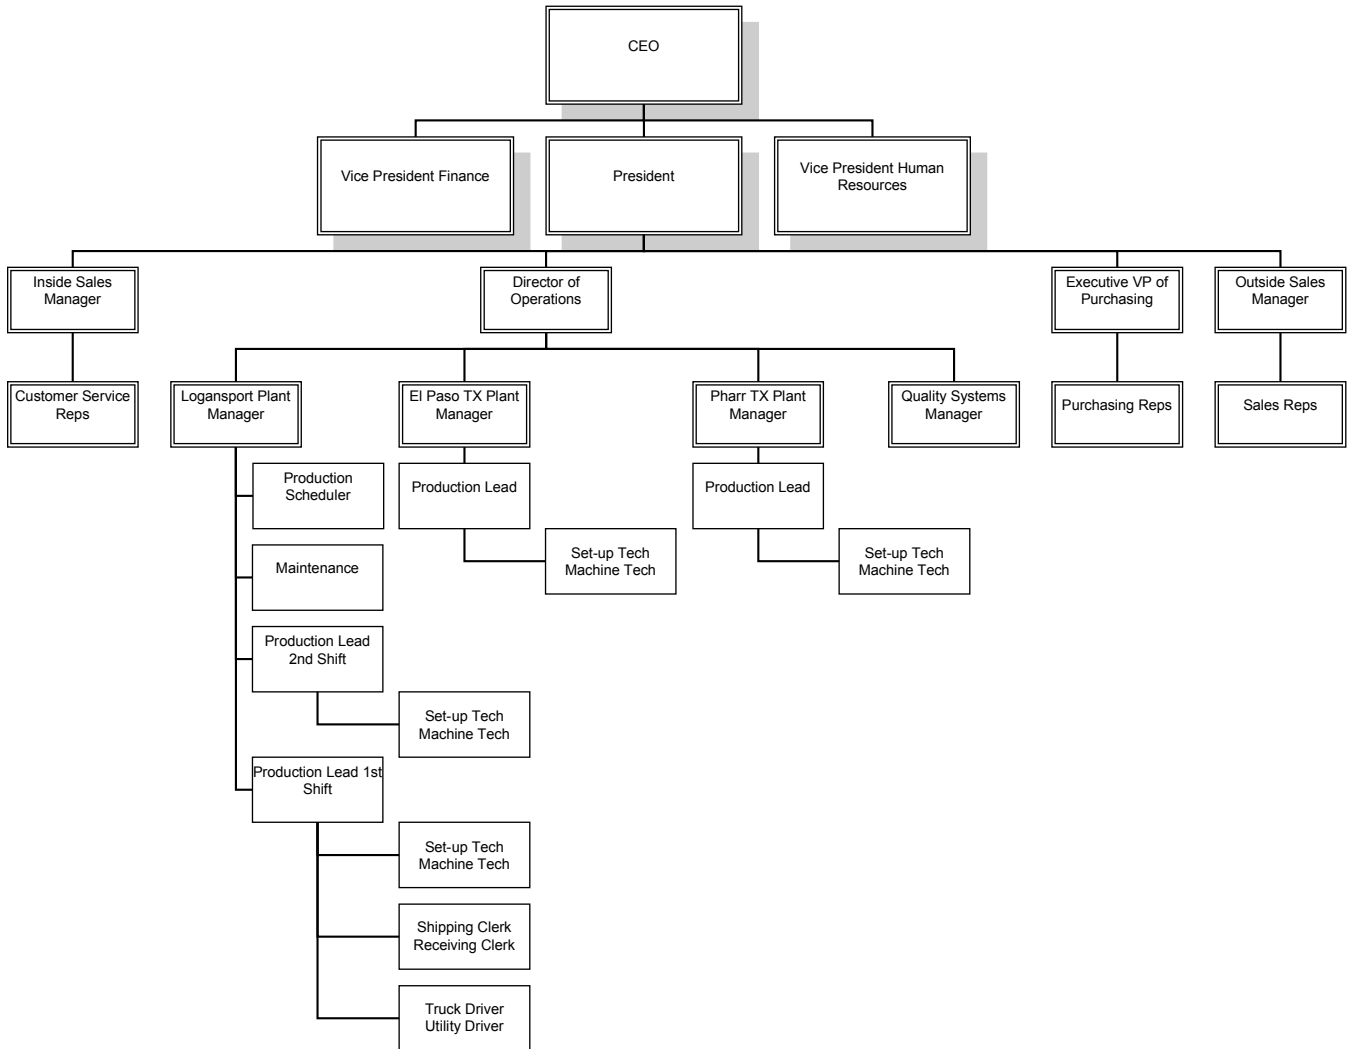 CEO
Vice President Finance
President
Vice President Human
Resources
Inside Sales
Manager
Director of
Operations
Executive VP of
Purchasing
Outside Sales
Manager
Customer Service
Reps
Logansport Plant
Manager
El Paso TX Plant
Manager
Pharr TX Plant
Manager
Quality Systems
Manager
Purchasing Reps
Sales Reps
Production
Scheduler
Production Lead
Production Lead
Set-up Tech
Machine Tech
Set-up Tech
Machine Tech
Maintenance
Production Lead
2nd Shift
Set-up Tech
Machine Tech
Production Lead 1st
Shift
Set-up Tech
Machine Tech
Shipping Clerk
Receiving Clerk
Truck Driver
Utility Driver